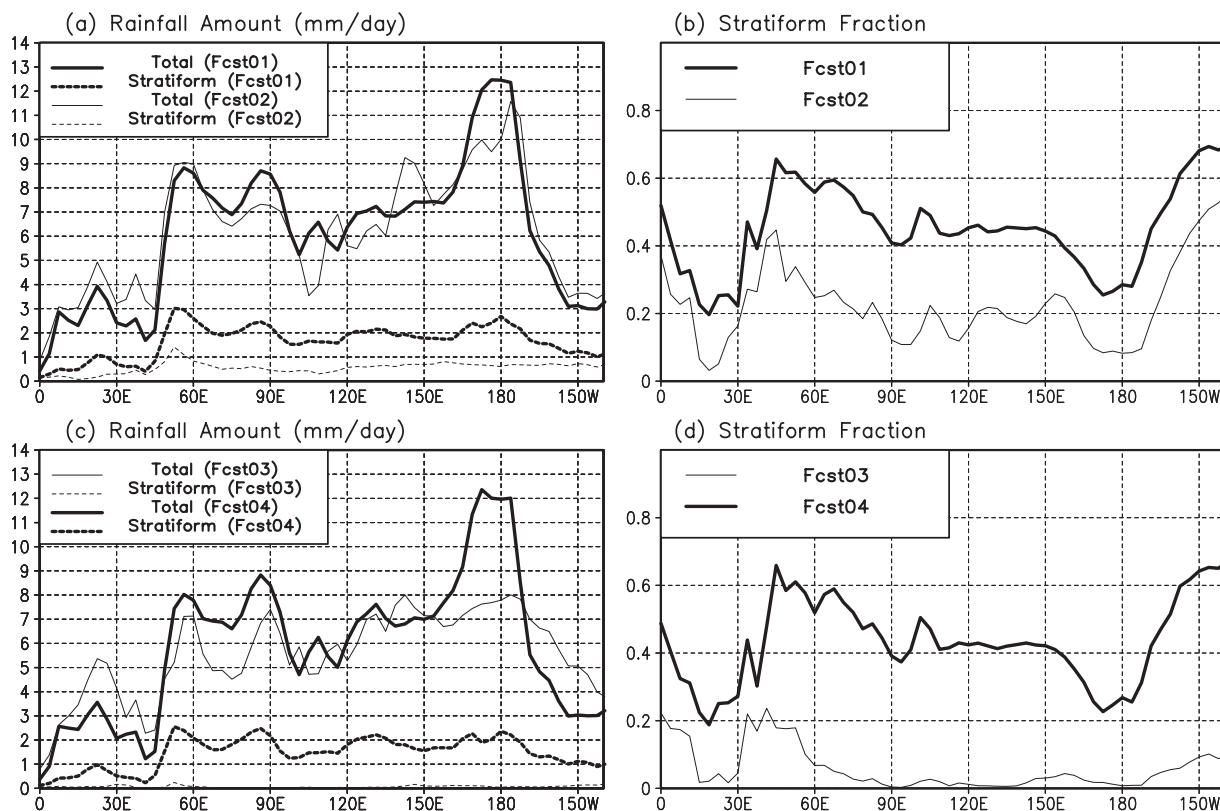 (a) Rainfall Amount (mm/day)
14
13
12
11
10
9
8
7
6
5
4
3
2
1
0
Total (Fcst01)
Stratiform (Fcst01)
Total (Fcst02)
Stratiform (Fcst02)
0 30E 60E 90E 120E 150E 180 150W
(b) Stratiform Fraction
0.8
0.6
0.4
0.2
0
Fcst01
Fcst02
0 30E 60E 90E 120E 150E 180 150W
(c) Rainfall Amount (mm/day)
14
13
12
11
10
9
8
7
6
5
4
3
2
1
0
Total (Fcst03)
Stratiform (Fcst03)
Total (Fcst04)
Stratiform (Fcst04)
0 30E 60E 90E 120E 150E 180 150W
(d) Stratiform Fraction
0.8
0.6
0.4
0.2
0
Fcst03
Fcst04
0 30E 60E 90E 120E 150E 180 150W